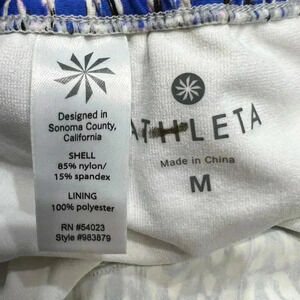 Designed in
Sonoma County,
California
SHELL
85% nylon/
15% spandex
LINING
100% polyester
RN #54023
Style #983879
ATHLETA
Made in China
M